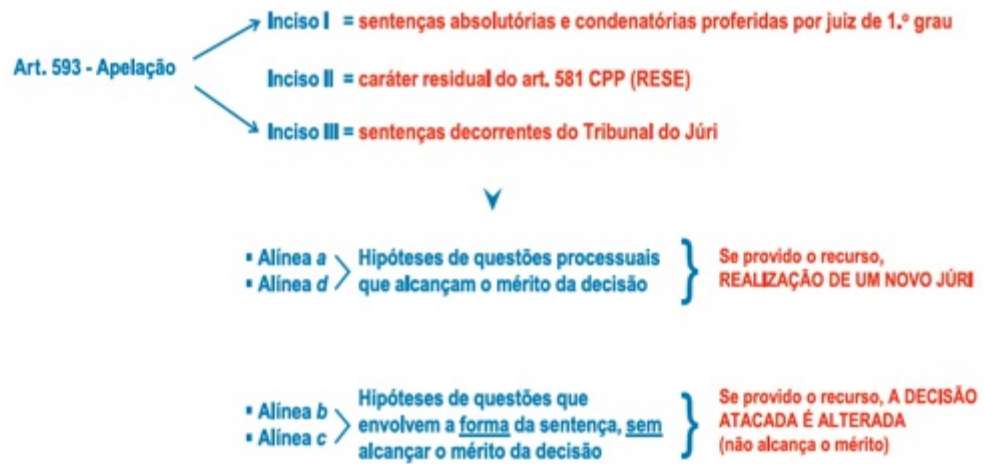 Inciso I = sentenças absolutórias e condenatórias proferidas por juiz de 1.º grau
Art. 593 - Apelação
Inciso II = caráter residual do art. 581 CPP (RESE)
Inciso III = sentenças decorrentes do Tribunal do Júri
▪ Alínea a
▪ Alínea d
Hipóteses de questões processuais
que alcançam o mérito da decisão
Se provido o recurso,
REALIZAÇÃO DE UM NOVO JÚRI
▪ Alínea b
▪ Alínea c
Hipóteses de questões que
envolvem a forma da sentença, sem
alcançar o mérito da decisão
Se provido o recurso, A DECISÃO
ATACADA É ALTERADA
(não alcança o mérito)